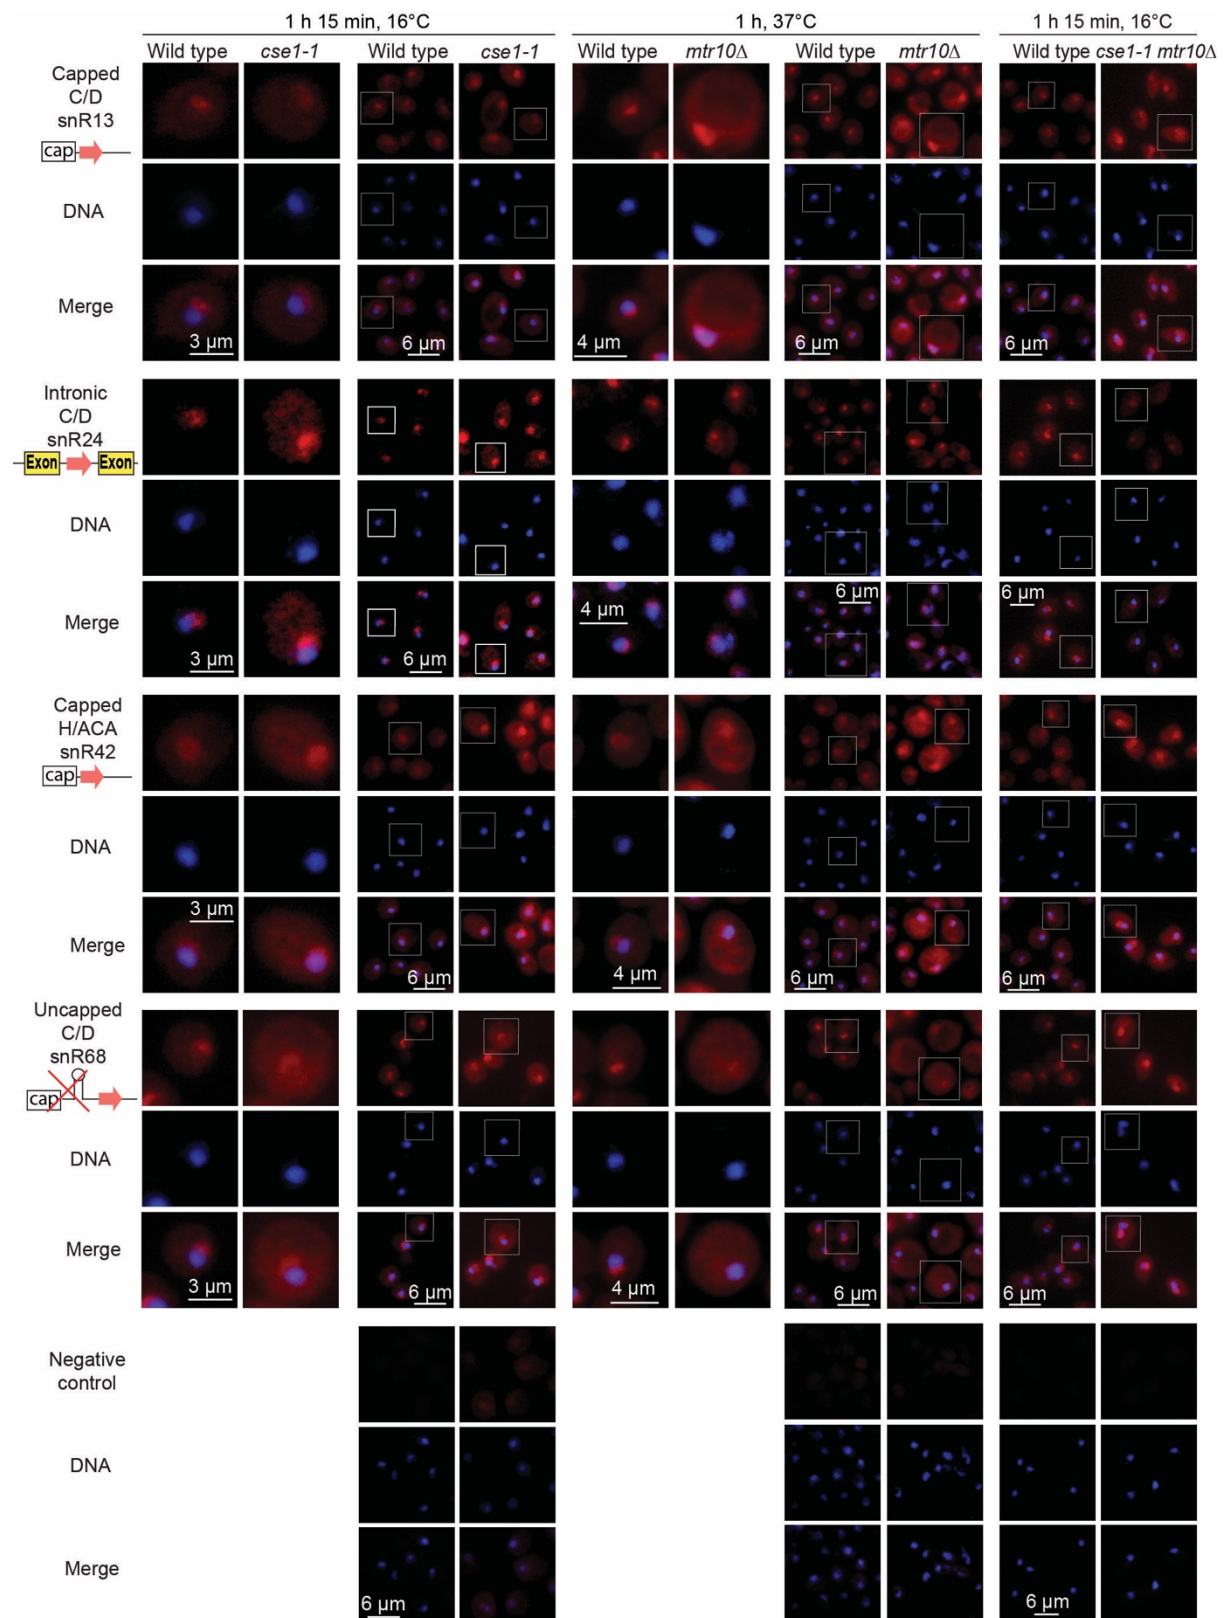 1 h 15 min, 16°C 1 h, 37°C 1 h 15 min, 16°C
Wild type cse1-1 Wild type cse1-1 Wild type mtr10Δ Wild type mtr10Δ Wild type cse1-1 mtr10Δ
Capped
C/D
snR13
cap
DNA
Merge
3 µm 6 µm 4 µm 6 µm 6 µm
Intronic
C/D
snR24
Exon Exon
DNA
Merge
3 µm 6 µm 4 µm 6 µm 6 µm
Capped
H/ACA
snR42
cap
DNA
Merge
3 µm 6 µm 4 µm 6 µm 6 µm
Uncapped
C/D
snR68
cap
DNA
Merge
3 µm 6 µm 4 µm 6 µm 6 µm
Negative
control
DNA
Merge
6 µm 6 µm